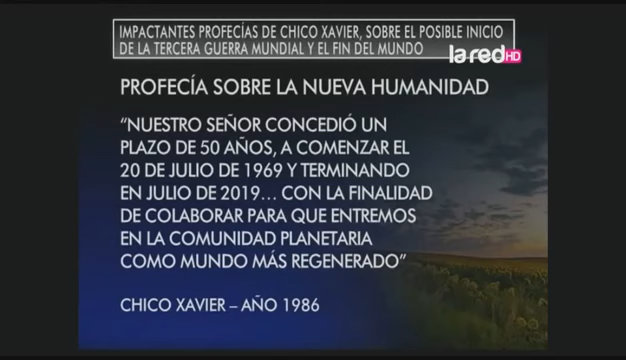 IMPACTANTES PROFECÍAS DE CHICO XAVIER, SOBRE EL POSIBLE INICIO
DE LA TERCERA GUERRA MUNDIAL Y EL FIN DEL MUNDO
la red HD
PROFECÍA SOBRE LA NUEVA HUMANIDAD
“NUESTRO SEÑOR CONCEDIÓ UN
PLAZO DE 50 AÑOS, A COMENZAR EL
20 DE JULIO DE 1969 Y TERMINANDO
EN JULIO DE 2019... CON LA FINALIDAD
DE COLABORAR PARA QUE ENTREMOS
EN LA COMUNIDAD PLANETARIA
COMO MUNDO MÁS REGENERADO”
CHICO XAVIER – AÑO 1986